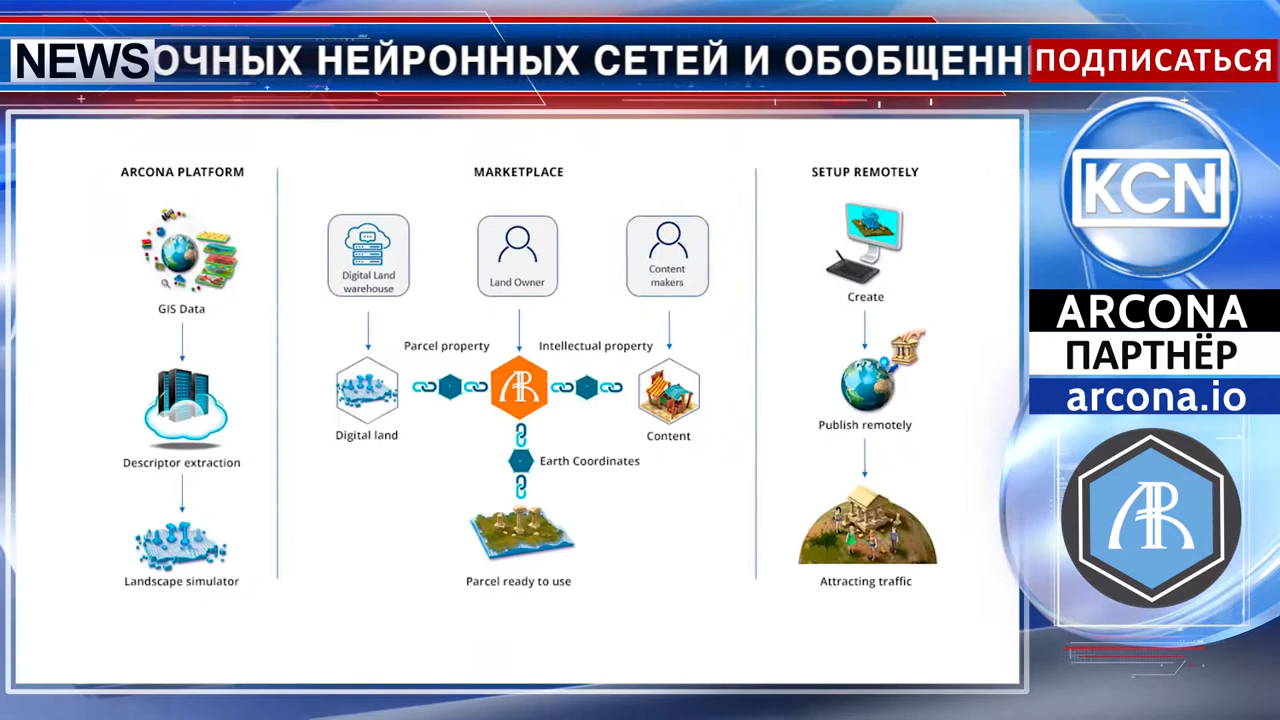 NEWS
ОЧНЫХ НЕЙРОННЫХ СЕТЕЙ И ОБОБЩЕНН
ПОДПИСАТЬСЯ
ARCONA PLATFORM
GIS Data
Descriptor extraction
Landscape simulator
MARKETPLACE
Digital Land
warehouse
Land Owner
Content
makers
Parcel property
Intellectual property
Digital land
Content
Earth Coordinates
Parcel ready to use
SETUP REMOTELY
Create
Publish remotely
Attracting traffic
KCN
ARCONA
ПАРТНЁР
arcona.io